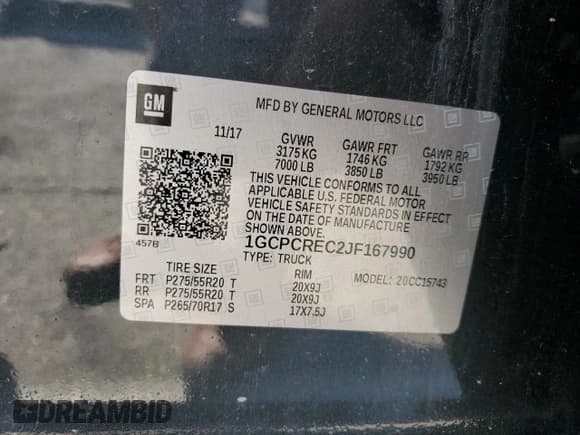 GM
MFD BY GENERAL MOTORS LLC
11/17
GVWR GAWR FRT GAWR RR
3175 KG 1746 KG 1792 KG
7000 LB 3850 LB 3950 LB
THIS VEHICLE CONFORMS TO ALL
APPLICABLE U.S. FEDERAL MOTOR
VEHICLE SAFETY STANDARDS IN EFFECT
ON THE DATE OF MANUFACTURE
SHOWN ABOVE.
457B
1GCPCREC2JF167990
TYPE: TRUCK
MODEL: 20CC15743
TIRE SIZE RIM
FRT P275/55R20 T 20X9J
RR P275/55R20 T 20X9J
SPA P265/70R17 S 17X7.5J
DREAMBID